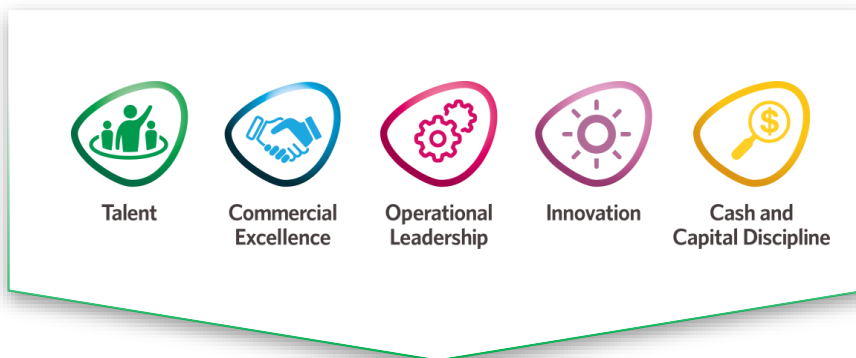 Talent
Commercial
Excellence
Operational
Leadership
Innovation
Cash and
Capital Discipline
$